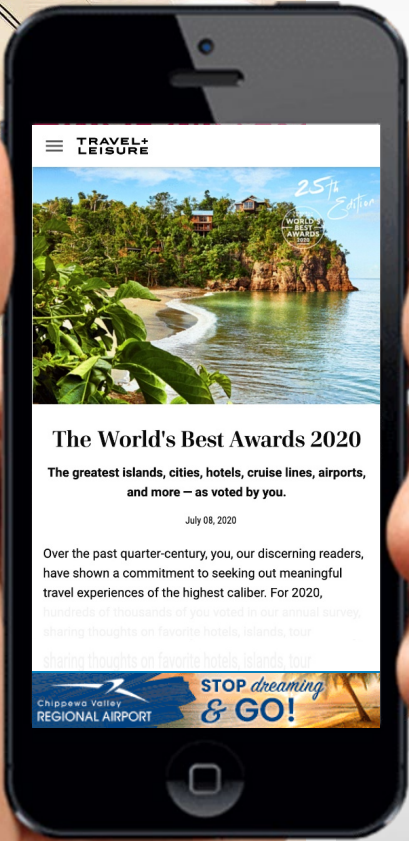 TRAVEL+
LEISURE
25th
Edition
THE
WORLD'S
BEST
AWARDS
2020
The World's Best Awards 2020
The greatest islands, cities, hotels, cruise lines, airports,
and more — as voted by you.
July 08, 2020
Over the past quarter-century, you, our discerning readers,
have shown a commitment to seeking out meaningful
travel experiences of the highest caliber. For 2020,
hundreds of thousands of you voted in our annual survey,
sharing thoughts on favorite hotels, islands, tour
sharing thoughts on favorite hotels, islands, tour
Chippewa Valley
REGIONAL AIRPORT
STOP dreaming
& GO!